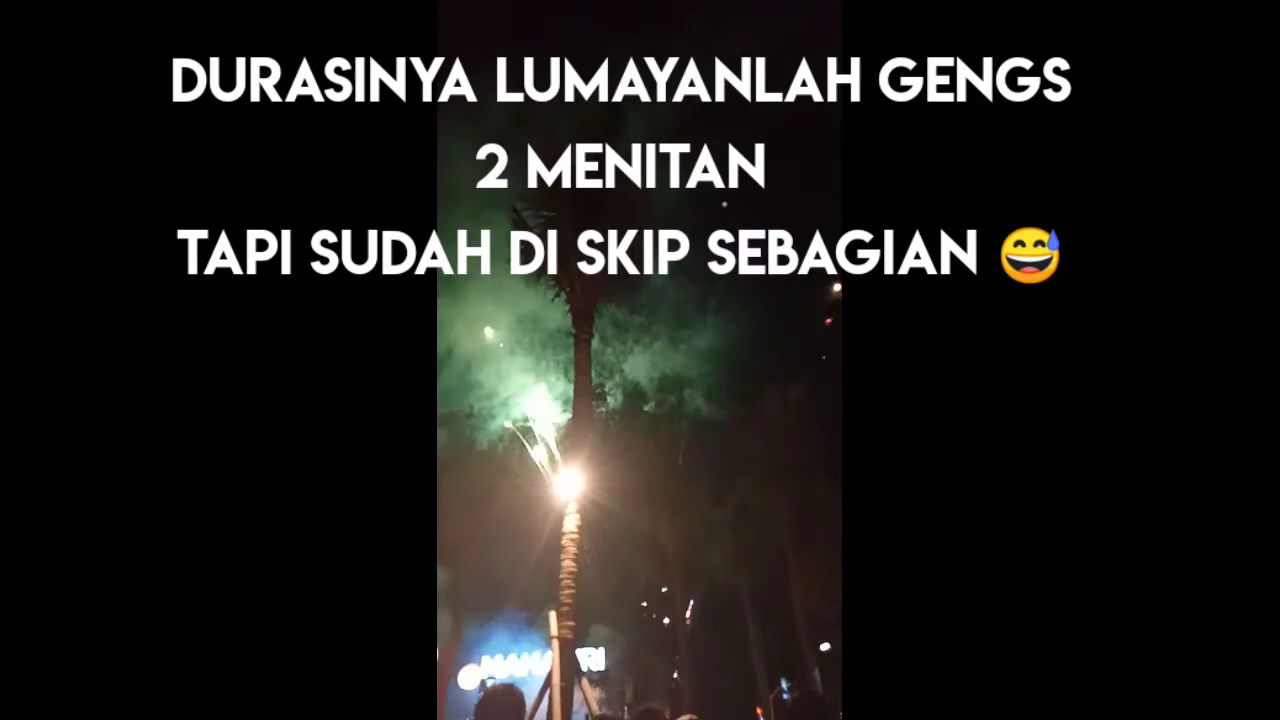 DURASINYA LUMAYANLAH GENGS
2 MENITAN
TAPI SUDAH DI SKIP SEBAGIAN 😅